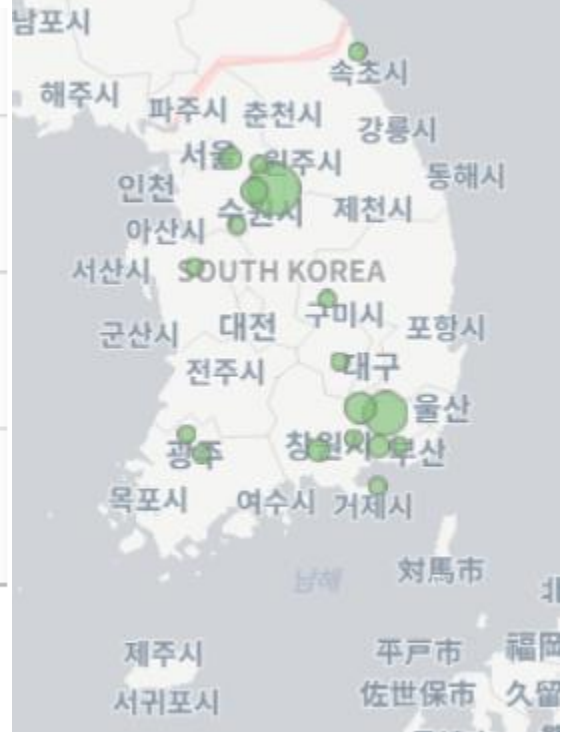 남포시
속초시
해주시
파주시
춘천시
강릉시
서울
원주시
인천
동해시
수원시
제천시
아산시
서산시
SOUTH KOREA
구미시
군산시
대전
포항시
전주시
대구
울산
창원시
부산
광주
목포시
여수시
거제시
対馬市
남해
北
제주시
平戸市
福岡
서귀포시
佐世保市
久留